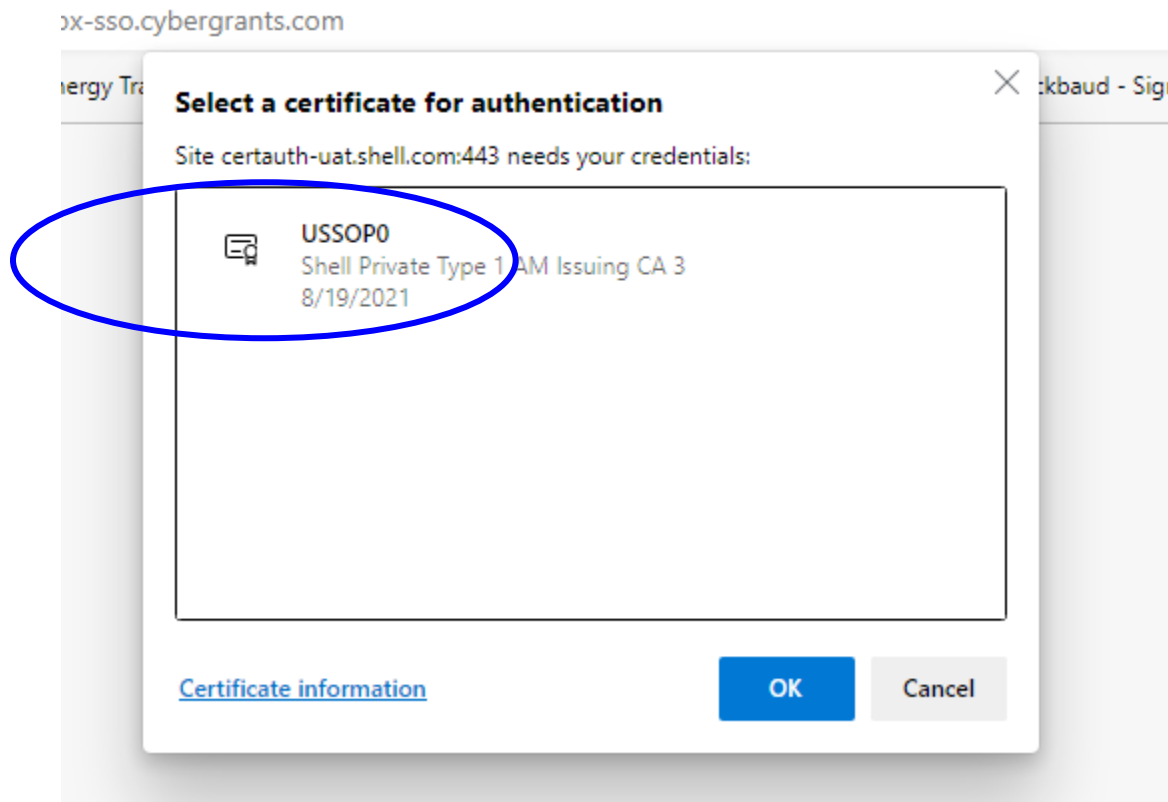 ox-sso.cybergrants.com
nergy Tra
ckbaud - Sign
Select a certificate for authentication
Site certauth-uat.shell.com:443 needs your credentials:
USSOP0
Shell Private Type 1 AM Issuing CA 3
8/19/2021
Certificate information
OK
Cancel